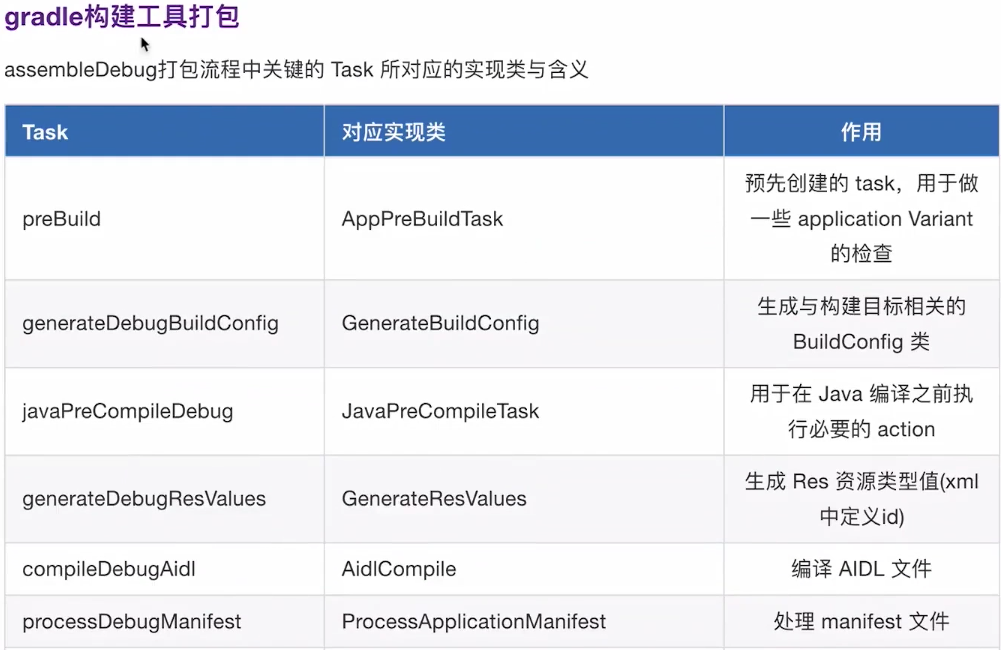 gradle构建工具打包
assembleDebug打包流程中关键的 Task 所对应的实现类与含义
Task 对应实现类 作用
preBuild AppPreBuildTask 预先创建的 task，用于做
一些 application Variant
的检查
generateDebugBuildConfig GenerateBuildConfig 生成与构建目标相关的
BuildConfig 类
javaPreCompileDebug JavaPreCompileTask 用于在 Java 编译之前执
行必要的 action
generateDebugResValues GenerateResValues 生成 Res 资源类型值(xml
中定义id)
compileDebugAidl AidlCompile 编译 AIDL 文件
processDebugManifest ProcessApplicationManifest 处理 manifest 文件